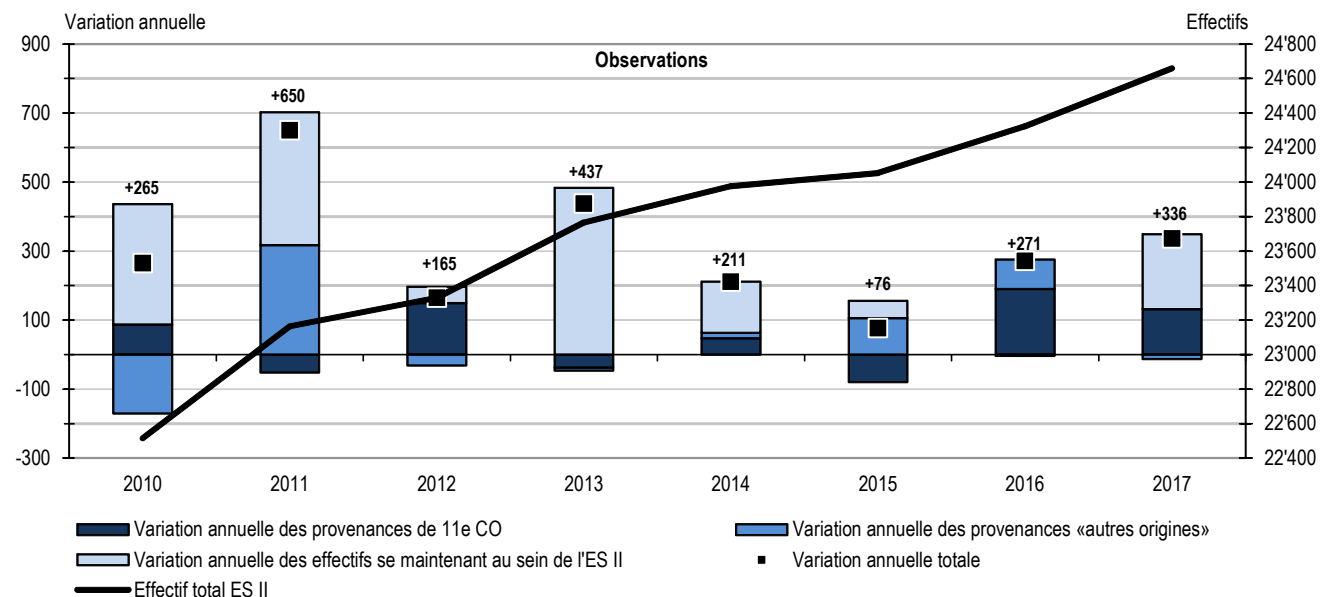 Variation annuelle Effectifs
900 24'800
Observations
24'600
700 24'400
24'200
500 24'000
23'800
300 23'600
23'400
100 23'200
23'000
-100 22'800
22'600
-300 22'400
+265 +650 +165 +437 +211 +76 +271 +336
2010 2011 2012 2013 2014 2015 2016 2017
Variation annuelle des provenances de 11e CO Variation annuelle des provenances «autres origines»
Variation annuelle des effectifs se maintenant au sein de l'ES II Variation annuelle totale
Effectif total ES II